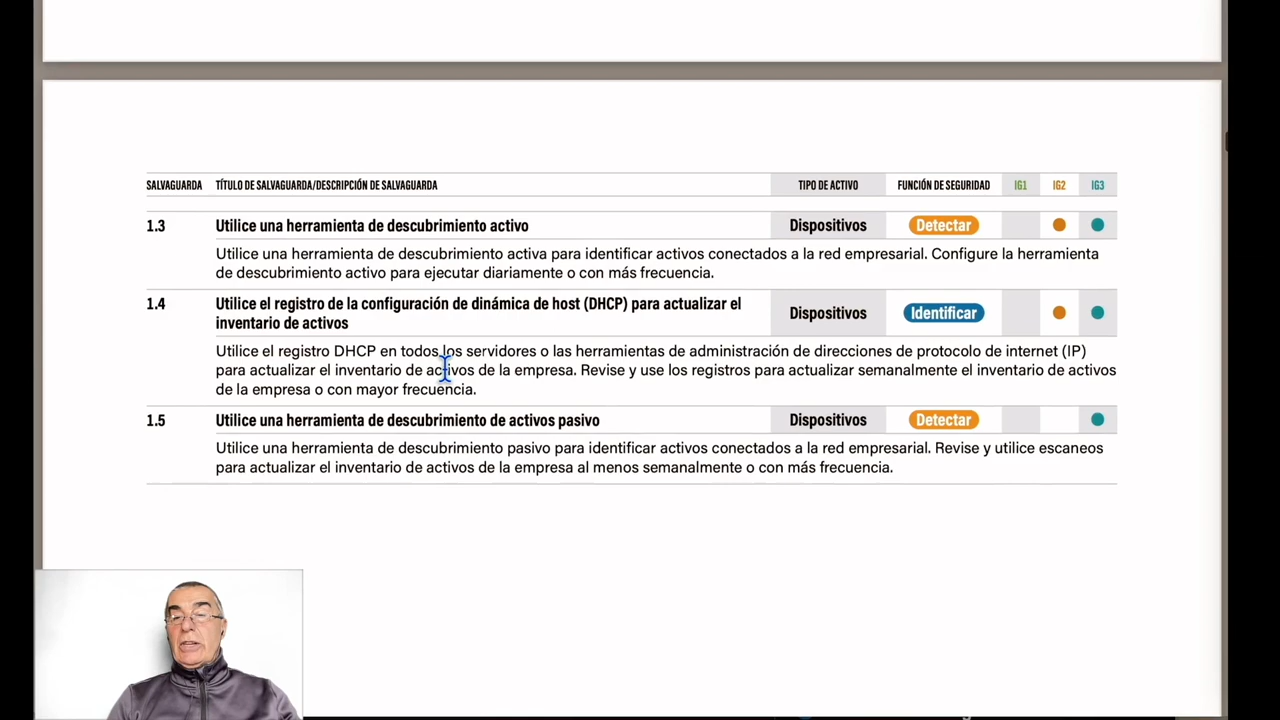 SALVAGUARDA TÍTULO DE SALVAGUARDA/DESCRIPCIÓN DE SALVAGUARDA TIPO DE ACTIVO FUNCIÓN DE SEGURIDAD IG1 IG2 IG3
1.3 Utilice una herramienta de descubrimiento activo Dispositivos Detectar
Utilice una herramienta de descubrimiento activa para identificar activos conectados a la red empresarial. Configure la herramienta
de descubrimiento activo para ejecutar diariamente o con más frecuencia.
1.4 Utilice el registro de la configuración de dinámica de host (DHCP) para actualizar el
inventario de activos Dispositivos Identificar
Utilice el registro DHCP en todos los servidores o las herramientas de administración de direcciones de protocolo de internet (IP)
para actualizar el inventario de activos de la empresa. Revise y use los registros para actualizar semanalmente el inventario de activos
de la empresa o con mayor frecuencia.
1.5 Utilice una herramienta de descubrimiento de activos pasivo Dispositivos Detectar
Utilice una herramienta de descubrimiento pasivo para identificar activos conectados a la red empresarial. Revise y utilice escaneos
para actualizar el inventario de activos de la empresa al menos semanalmente o con más frecuencia.